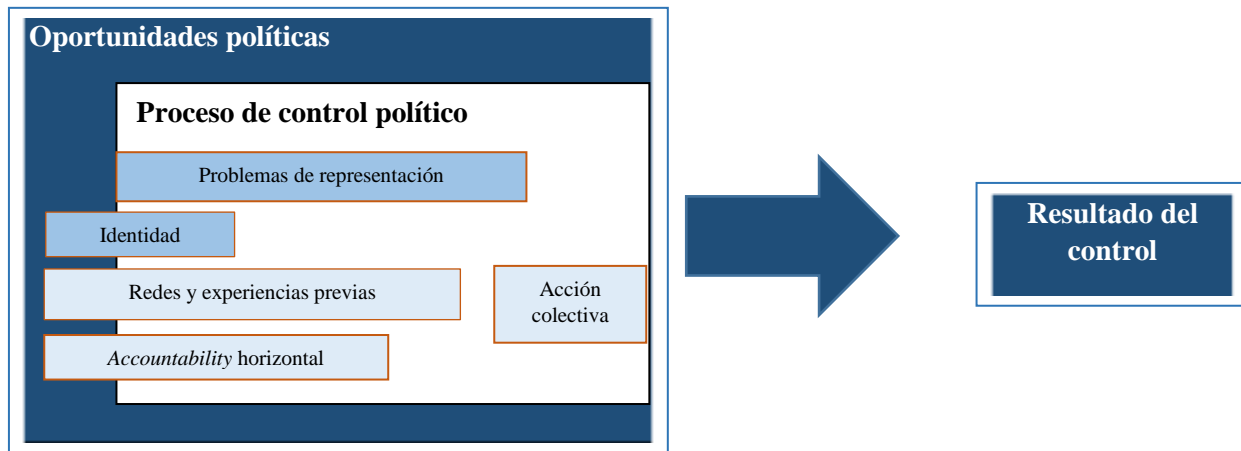 Oportunidades políticas
Proceso de control político
Problemas de representación
Identidad
Redes y experiencias previas
Acción
colectiva
Accountability horizontal
Resultado del
control